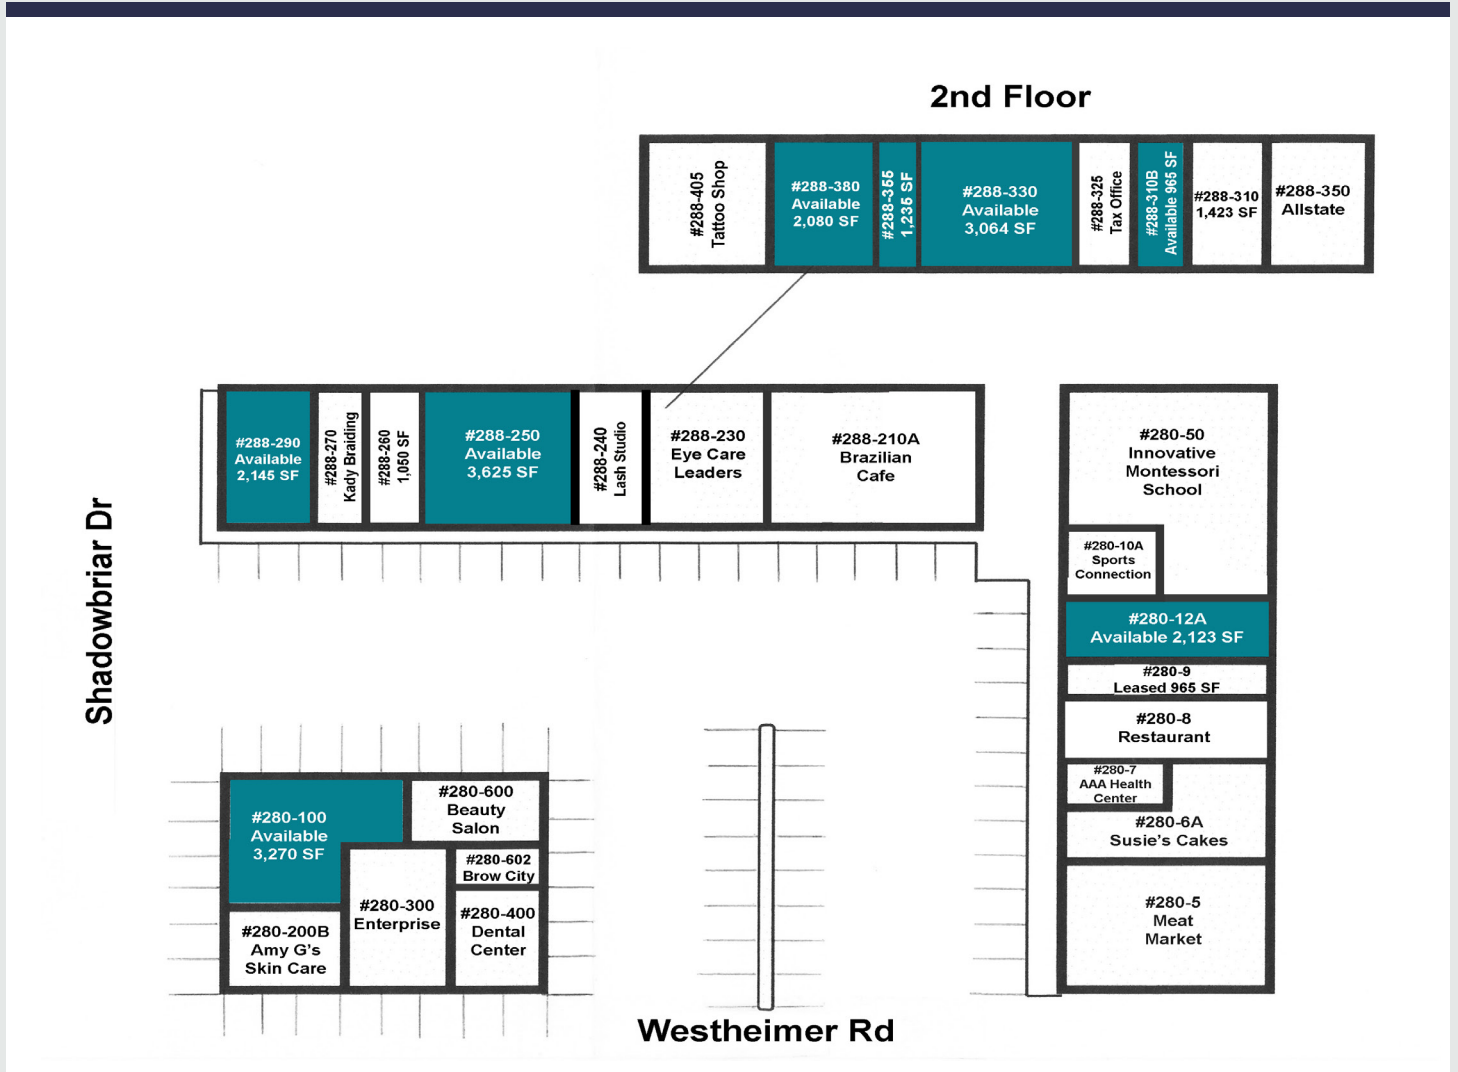 2nd Floor
#288-405
Tattoo Shop
#288-380
Available
2,080 SF
#288-355
1,235 SF
#288-330
Available
3,064 SF
#288-325
Tax Office
#288-310B
Available 965 SF
#288-310
1,423 SF
#288-350
Allstate
#288-290
Available
2,145 SF
#288-270
Kady Braiding
#288-260
1,050 SF
#288-250
Available
3,625 SF
#288-240
Lash Studio
#288-230
Eye Care
Leaders
#288-210A
Brazilian
Cafe
#280-50
Innovative
Montessori
School
#280-10A
Sports
Connection
#280-12A
Available 2,123 SF
#280-9
Leased 965 SF
#280-8
Restaurant
#280-7
AAA Health
Center
#280-6A
Susie's Cakes
#280-5
Meat
Market
Shadowbriar Dr
#280-100
Available
3,270 SF
#280-600
Beauty
Salon
#280-602
Brow City
#280-300
Enterprise
#280-400
Dental
Center
#280-200B
Amy G's
Skin Care
Westheimer Rd